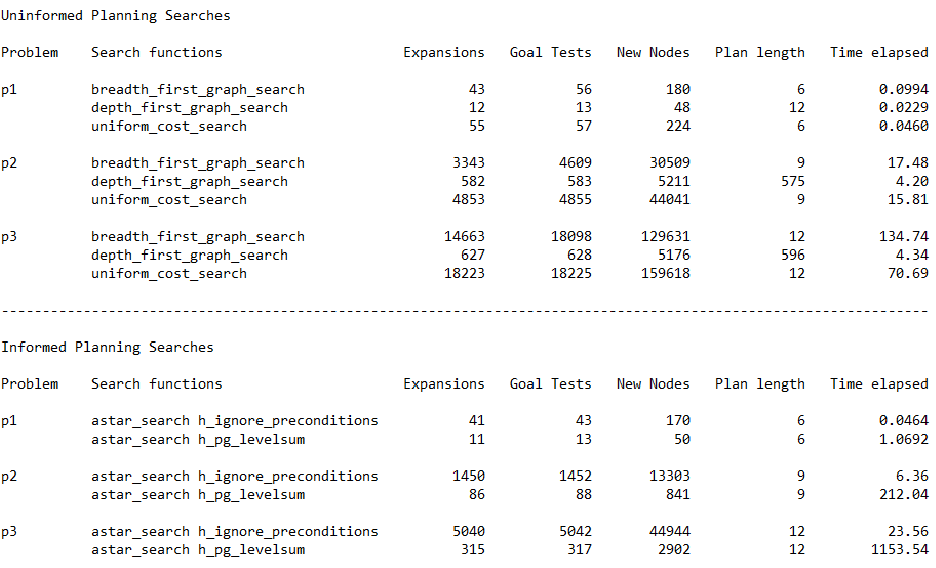 Uninformed Planning Searches
Problem Search functions Expansions Goal Tests New Nodes Plan length Time elapsed
p1 breadth_first_graph_search 43 56 180 6 0.0994
depth_first_graph_search 12 13 48 12 0.0229
uniform_cost_search 55 57 224 6 0.0460
p2 breadth_first_graph_search 3343 4609 30509 9 17.48
depth_first_graph_search 582 583 5211 575 4.20
uniform_cost_search 4853 4855 44041 9 15.81
p3 breadth_first_graph_search 14663 18098 129631 12 134.74
depth_first_graph_search 627 628 5176 596 4.34
uniform_cost_search 18223 18225 159618 12 70.69
-----------------------------------------------------------------------------------------------------------------
Informed Planning Searches
Problem Search functions Expansions Goal Tests New Nodes Plan length Time elapsed
p1 astar_search h_ignore_preconditions 41 43 170 6 0.0464
astar_search h_pg_levelsum 11 13 50 6 1.0692
p2 astar_search h_ignore_preconditions 1450 1452 13303 9 6.36
astar_search h_pg_levelsum 86 88 841 9 212.04
p3 astar_search h_ignore_preconditions 5040 5042 44944 12 23.56
astar_search h_pg_levelsum 315 317 2902 12 1153.54